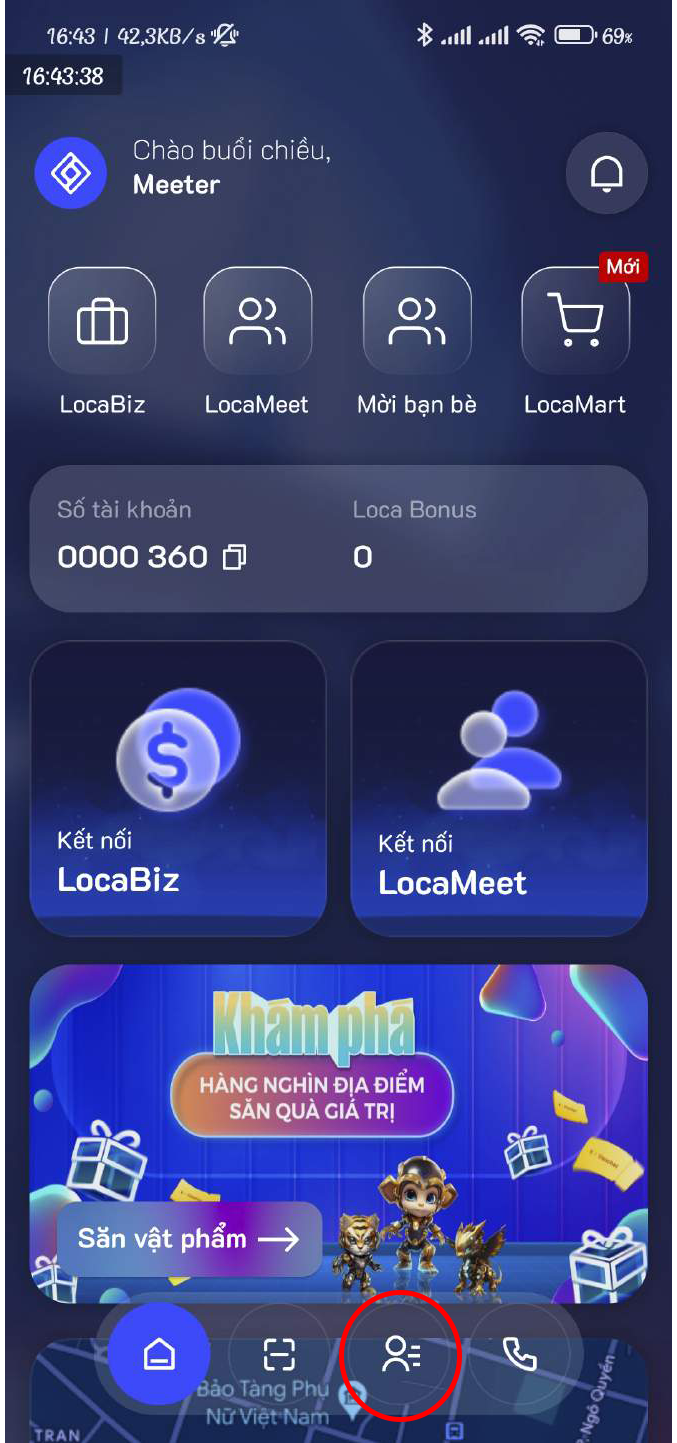 16:43 | 42,3KB/s
69%
16:43:38
Chào buổi chiều,
Meeter
Mới
LocaBiz
LocaMeet
Mời bạn bè
LocaMart
Số tài khoản
Loca Bonus
0000 360
0
Kết nối
LocaBiz
Kết nối
LocaMeet
Khám phá
HÀNG NGHÌN ĐỊA ĐIỂM
SĂN QUÀ GIÁ TRỊ
Săn vật phẩm
Bảo Tàng Phụ
Nữ Việt Nam
TRAN
P. Ngô Quyền